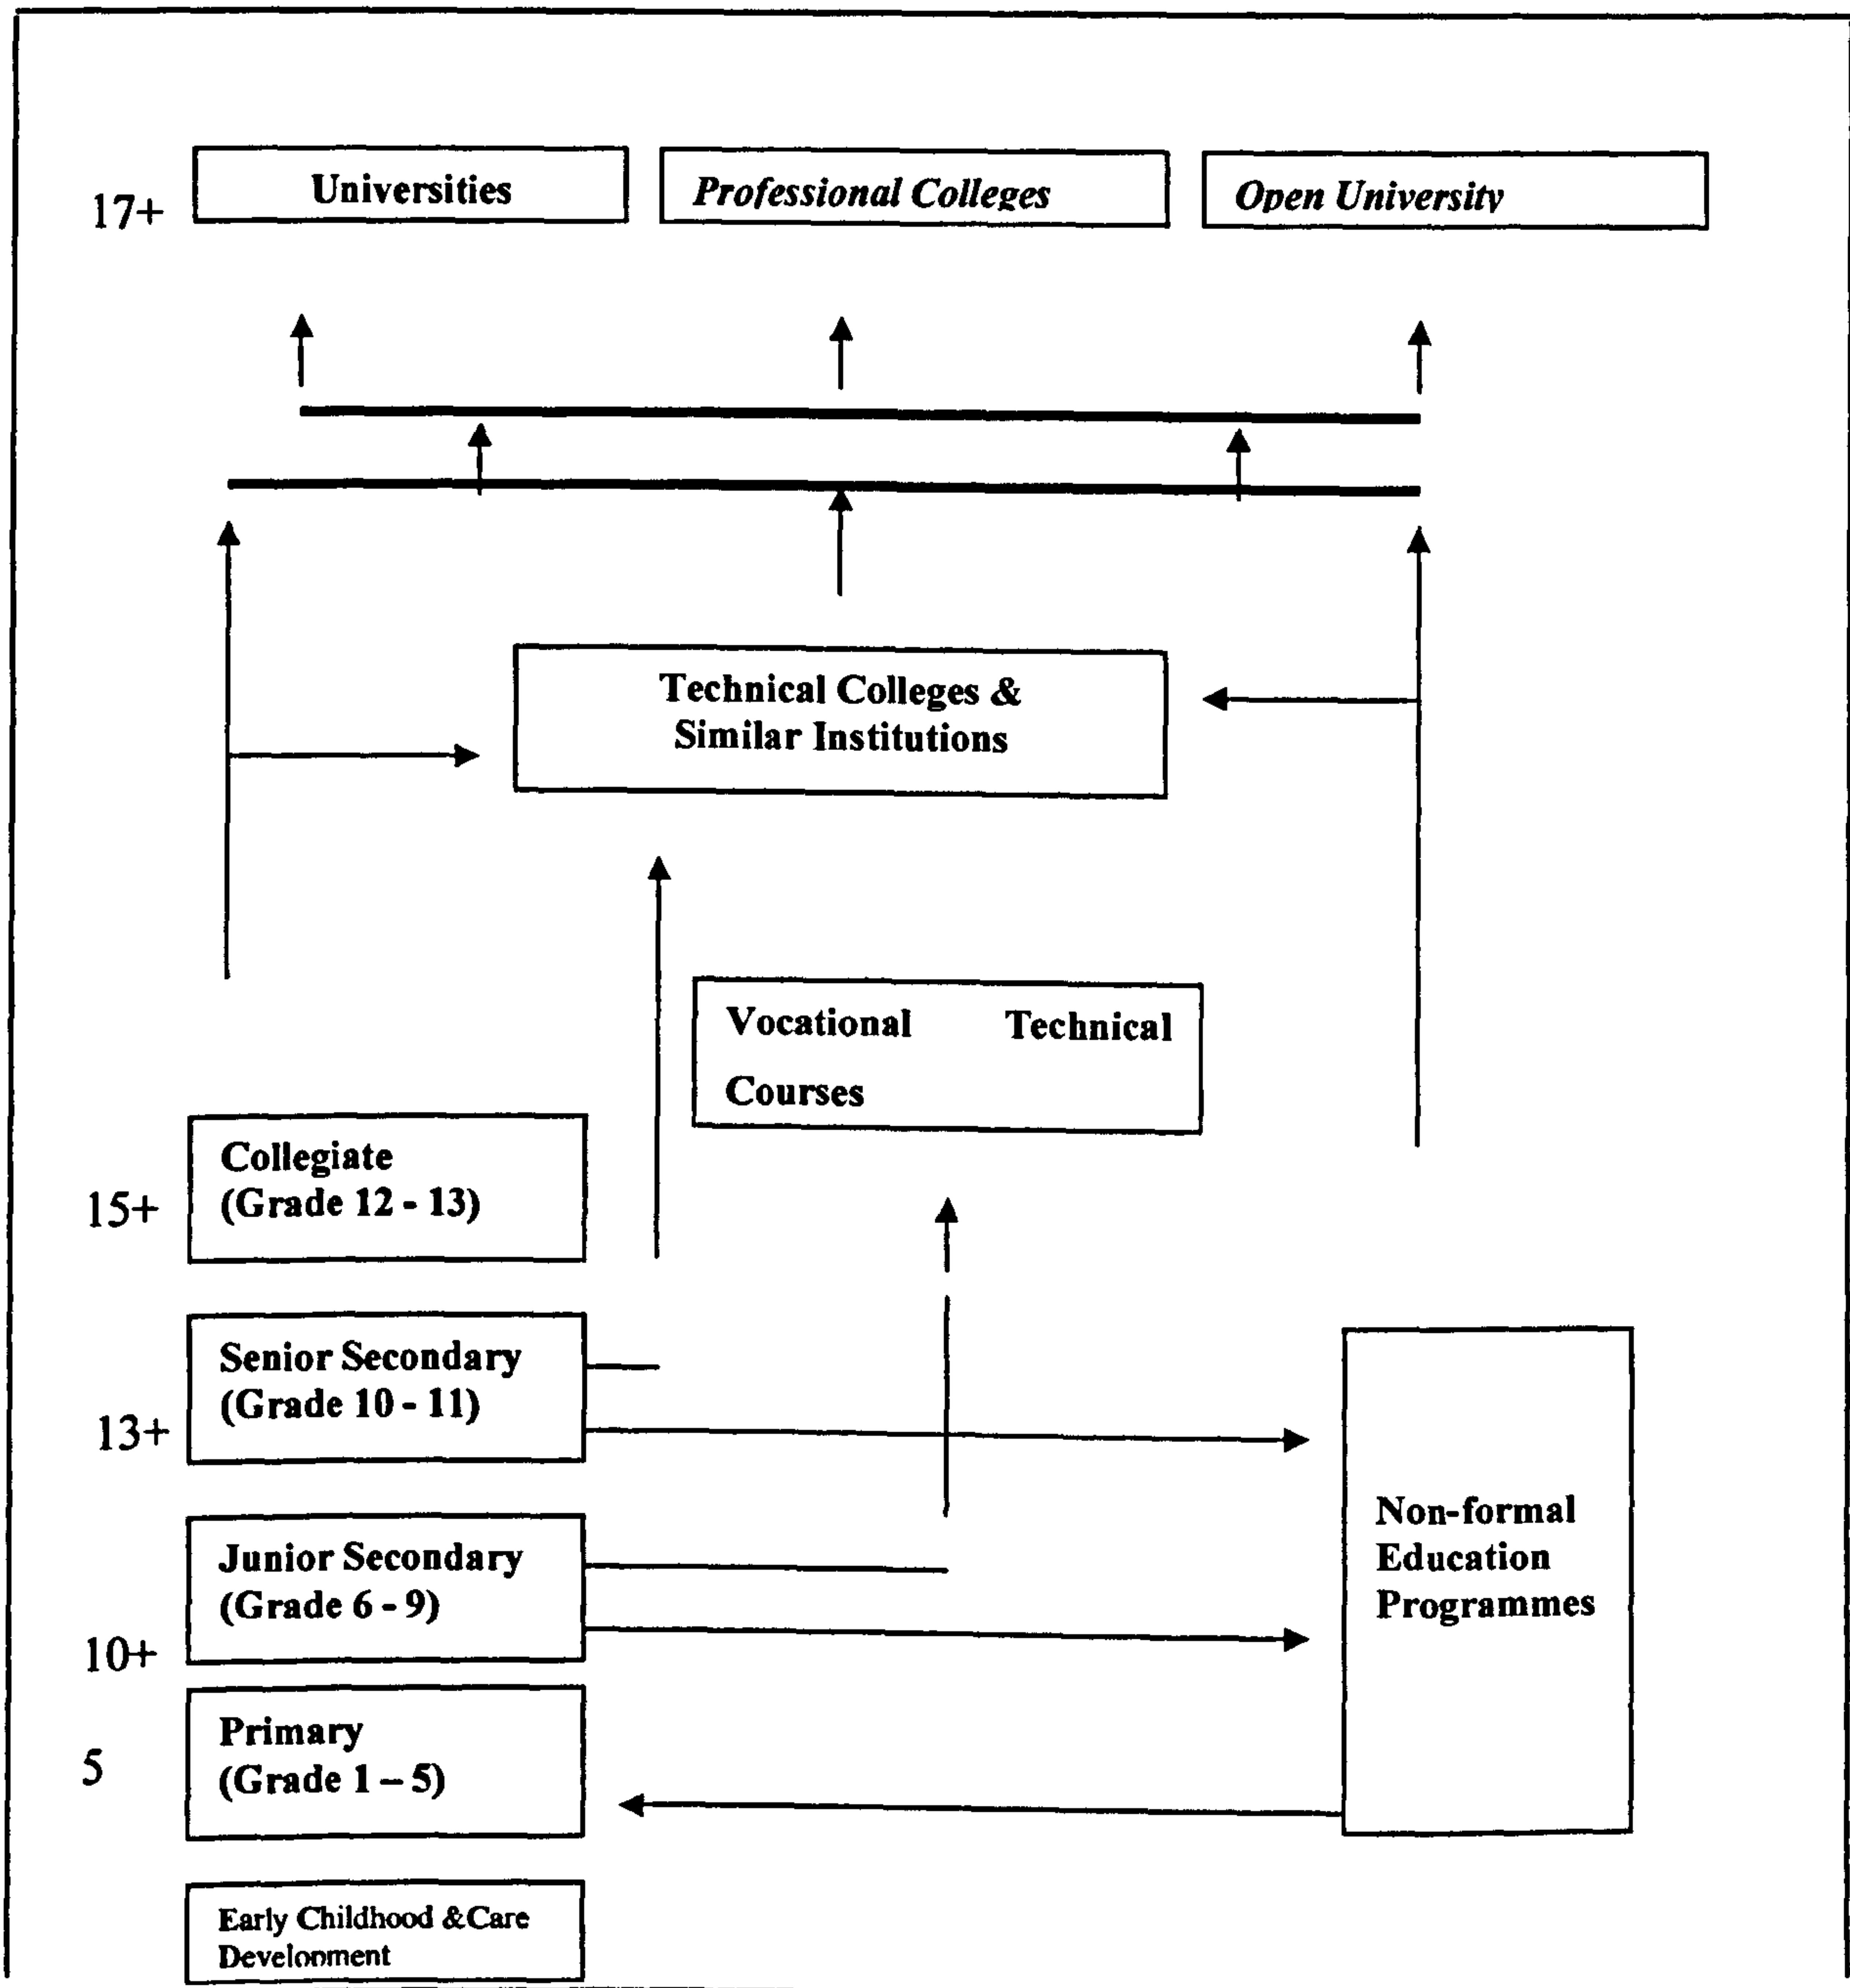 Universities
Professional Colleges
Open University
17+
Technical Colleges &
Similar Institutions
Vocational Technical
Courses
Collegiate
(Grade 12 - 13)
15+
Senior Secondary
(Grade 10 - 11)
13+
Non-formal
Education
Programmes
Junior Secondary
(Grade 6 - 9)
10+
Primary
(Grade 1 – 5)
5
Early Childhood &Care
Development